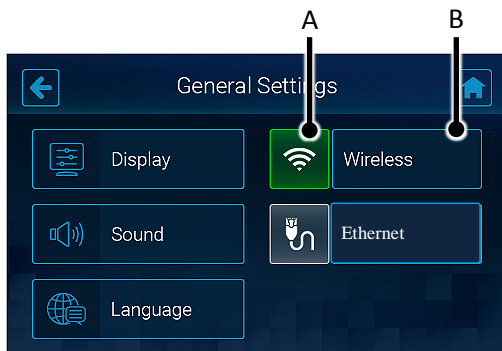 A B
General Settings
Display
Wireless
Sound
Ethernet
Language